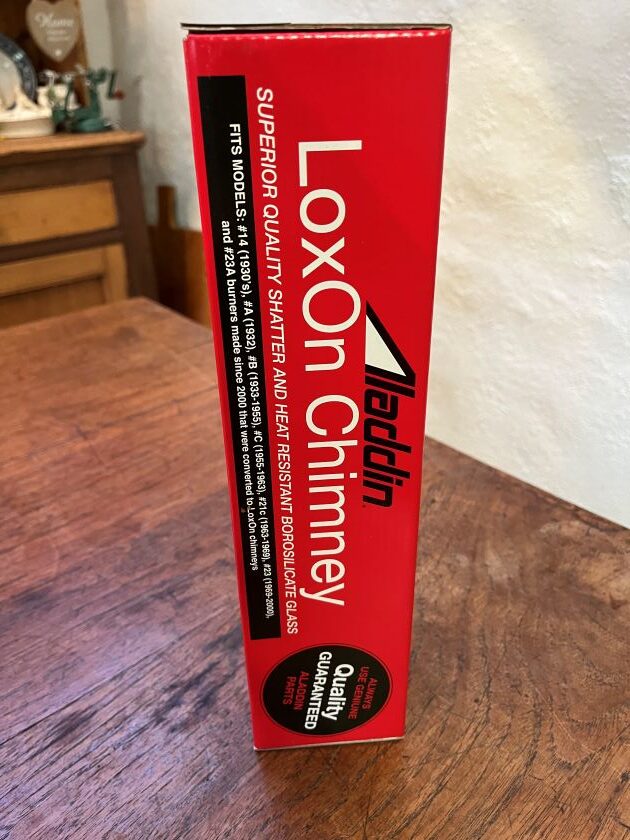 Aladdin
LoxOn Chimney
SUPERIOR QUALITY SHATTER AND HEAT RESISTANT BOROSILICATE GLASS
FITS MODELS: #14 (1930's), #A (1932), #B (1933-1955), #C (1955-1963), #21c (1963-1969), #23 (1969-2000),
and #23A burners made since 2000 that were converted to LoxOn chimneys
ALWAYS
USE GENIUNE
Quality
GUARANTEED
ALADDIN
PARTS
Home